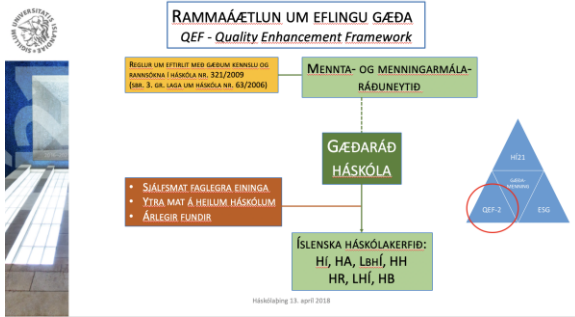 RAMMAÁÆTLUN UM EFLINGU GÆÐA
QEF - Quality Enhancement Framework
REGLUR UM EFTIRLIT MEÐ GÆÐUM KENNSLU OG
RANNSÓKNA Í HÁSKÓLA NR. 321/2009
(SBR. 3. GR. LAGA UM HÁSKÓLA NR. 63/2006)
MENNTA- OG MENNINGARMÁLA-
RÁÐUNEYTIÐ
GÆÐARÁÐ
HÁSKÓLA
• SJÁLFSMAT FAGLEGRA EININGA
• YTRA MAT Á HEILUM HÁSKÓLUM
• ÁRLEGIR FUNDIR
HÍ21
GÆÐA-
MENNING
QEF-2
ESG
ÍSLENSKA HÁSKÓLAKERFIÐ:
HÍ, HA, LBHÍ, HH
HR, LHÍ, HB
Háskólaþing 13. apríl 2018